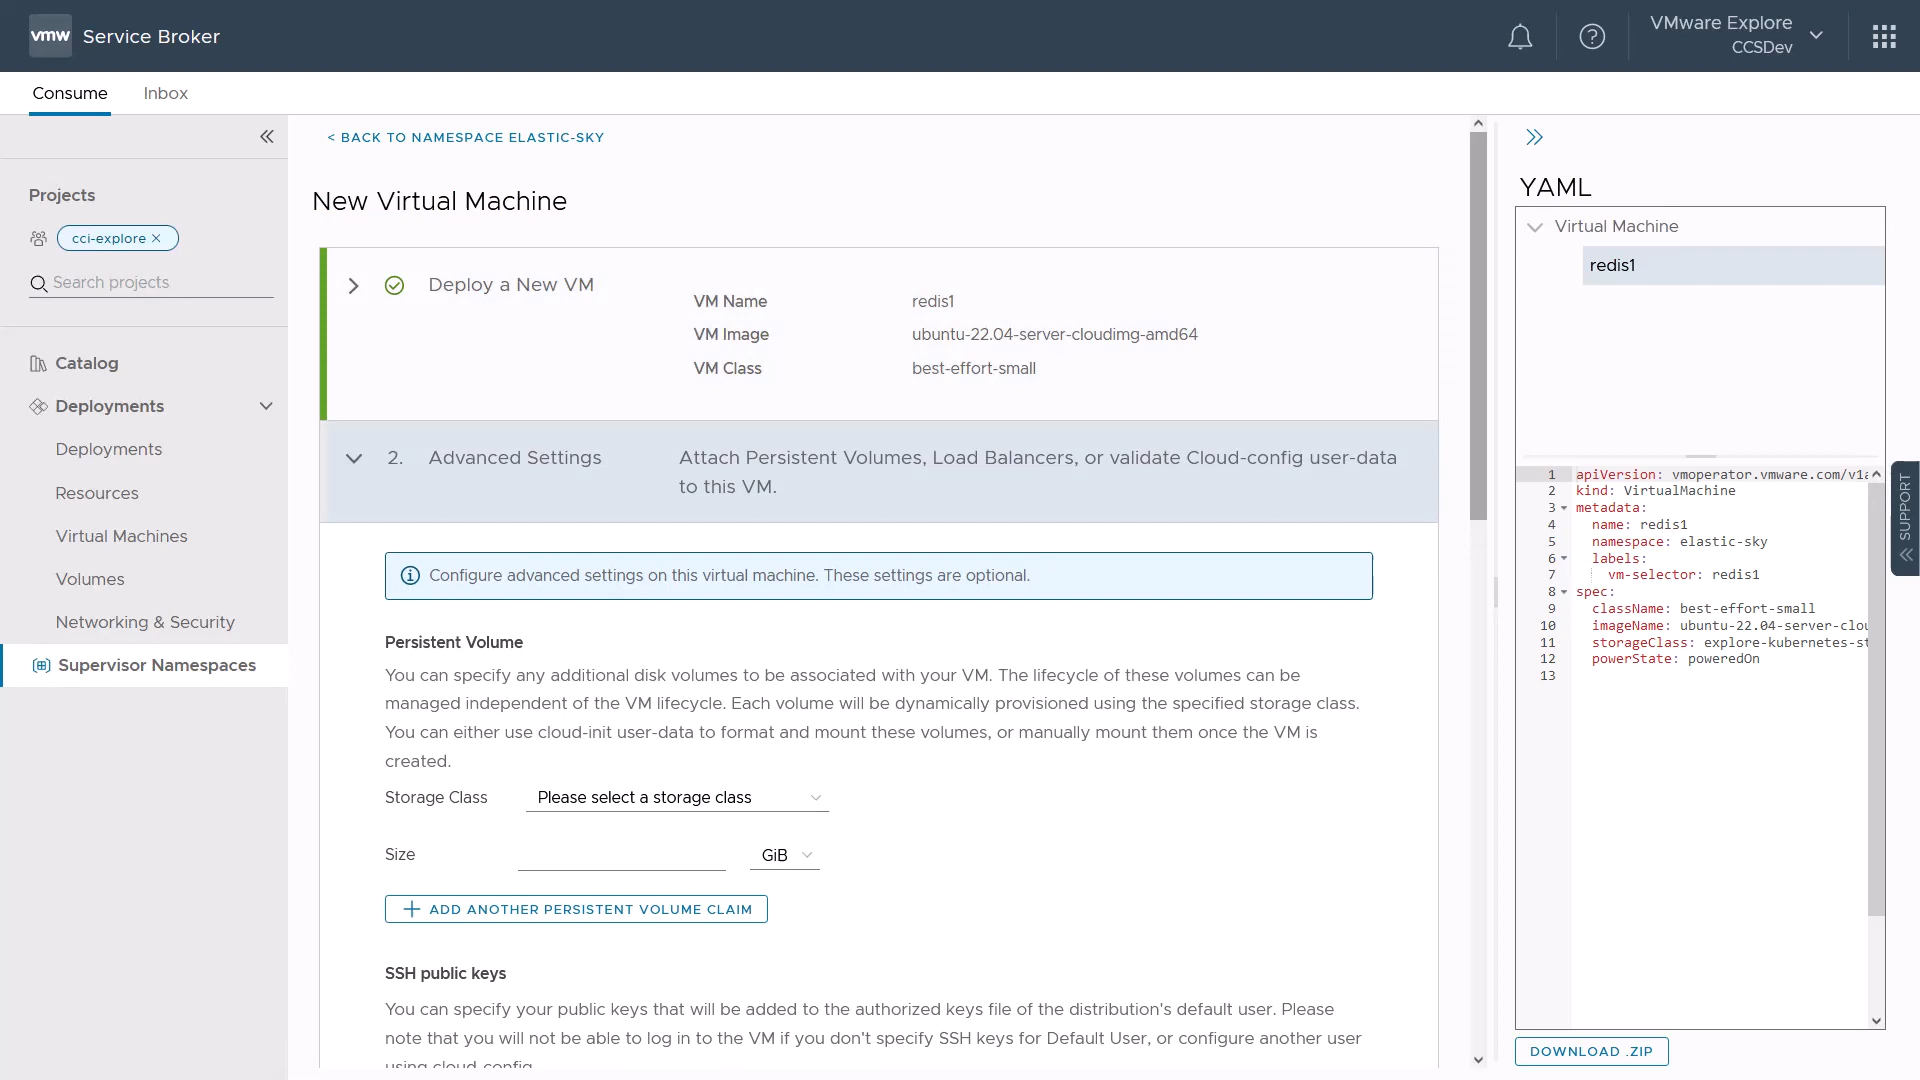 vmw Service Broker
VMware Explore
CCSDev
Consume Inbox
Projects
cci-explore
Search projects
Catalog
Deployments
Deployments
Resources
Virtual Machines
Volumes
Networking & Security
Supervisor Namespaces
< BACK TO NAMESPACE ELASTIC-SKY
New Virtual Machine
Deploy a New VM
VM Name redis1
VM Image ubuntu-22.04-server-cloudimg-amd64
VM Class best-effort-small
2. Advanced Settings Attach Persistent Volumes, Load Balancers, or validate Cloud-config user-data
to this VM.
Configure advanced settings on this virtual machine. These settings are optional.
Persistent Volume
You can specify any additional disk volumes to be associated with your VM. The lifecycle of these volumes can be
managed independent of the VM lifecycle. Each volume will be dynamically provisioned using the specified storage class.
You can either use cloud-init user-data to format and mount these volumes, or manually mount them once the VM is
created.
Storage Class Please select a storage class
Size GiB
ADD ANOTHER PERSISTENT VOLUME CLAIM
SSH public keys
You can specify your public keys that will be added to the authorized keys file of the distribution's default user. Please
note that you will not be able to log in to the VM if you don't specify SSH keys for Default User, or configure another user
using cloud-config.
YAML
Virtual Machine
redis1
1 apiVersion: vmoperator.vmware.com/v1a
2 kind: VirtualMachine
3 metadata:
4 name: redis1
5 namespace: elastic-sky
6 labels:
7 vm-selector: redis1
8 spec:
9 className: best-effort-small
10 imageName: ubuntu-22.04-server-clou
11 storageClass: explore-kubernetes-st
12 powerState: poweredOn
13
DOWNLOAD .ZIP
SUPPORT